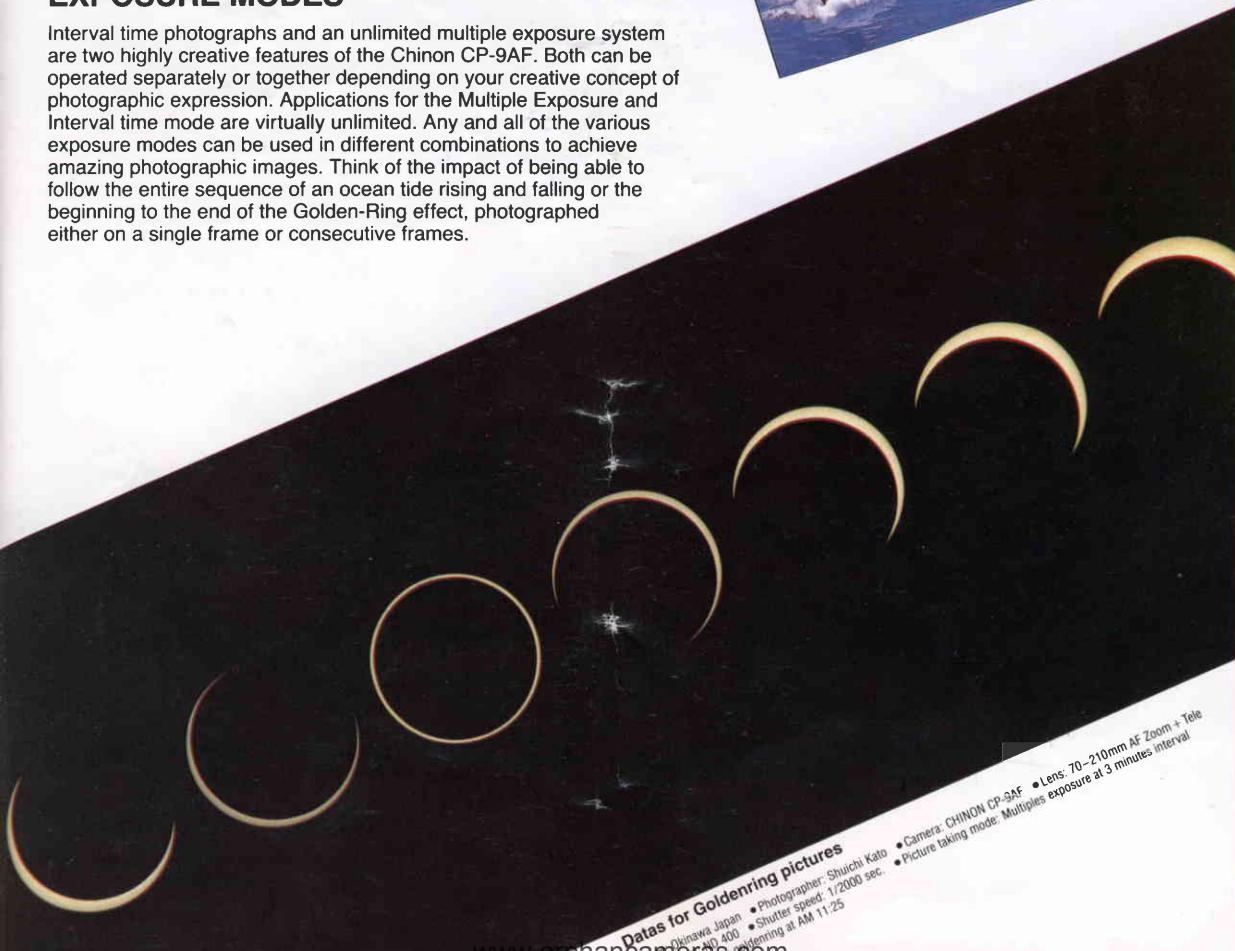 EXPOSURE MODES
Interval time photographs and an unlimited multiple exposure system
are two highly creative features of the Chinon CP-9AF. Both can be
operated separately or together depending on your creative concept of
photographic expression. Applications for the Multiple Exposure and
Interval time mode are virtually unlimited. Any and all of the various
exposure modes can be used in different combinations to achieve
amazing photographic images. Think of the impact of being able to
follow the entire sequence of an ocean tide rising and falling or the
beginning to the end of the Golden-Ring effect, photographed
either on a single frame or consecutive frames.
Datas for Goldenring pictures
Okinawa Japan ●Photographer: Shuichi Kato ●Camera: CHINON CP-9AF ●Lens: 70–210mm AF Zoom + Tele
ND 400 ●Shutter speed: 1/2000 sec. ●Picture taking mode: Multiples exposure at 3 minutes interval
at AM 11:25